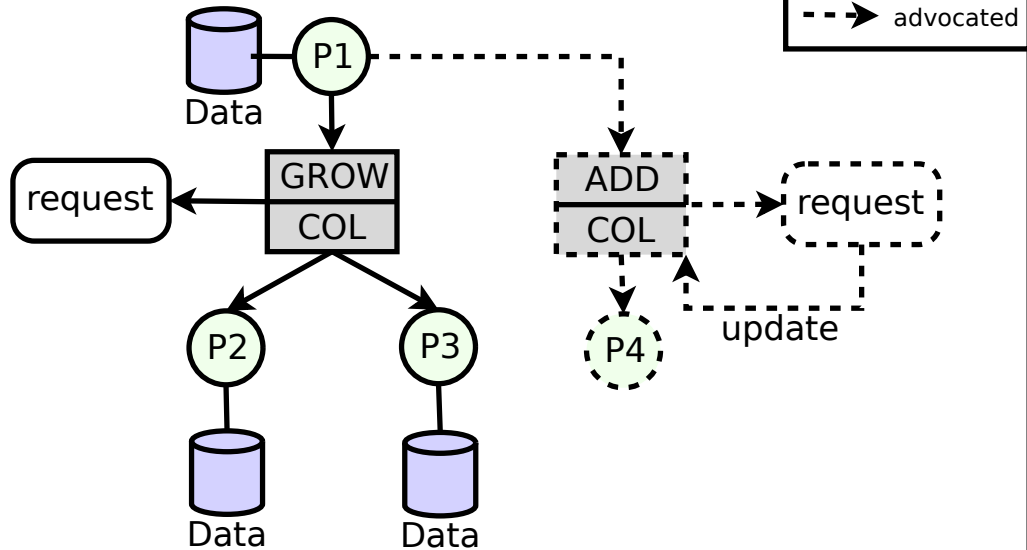 advocated
P1
Data
GROW
COL
request
ADD
COL
request
update
P2
P3
P4
Data
Data